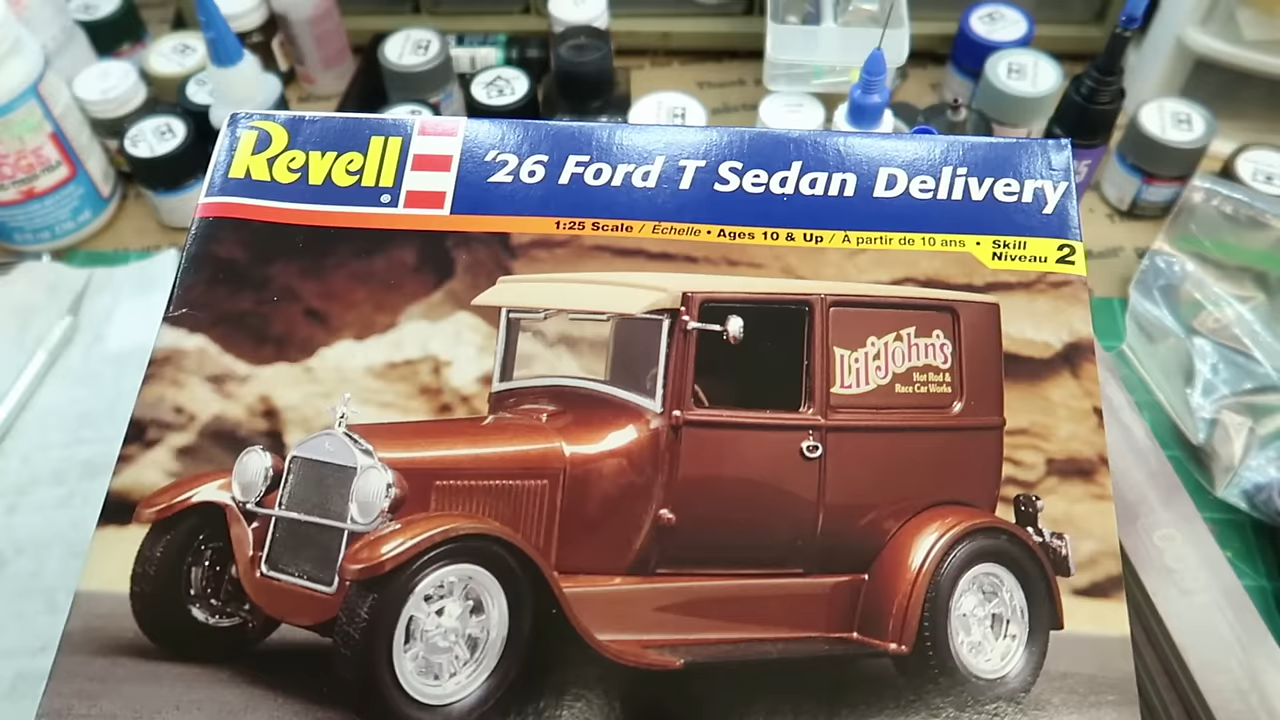 Revell ®
'26 Ford T Sedan Delivery
1:25 Scale / Échelle • Ages 10 & Up / À partir de 10 ans • Skill Niveau 2
Lil' John's
Hot Rod &
Race Car Works